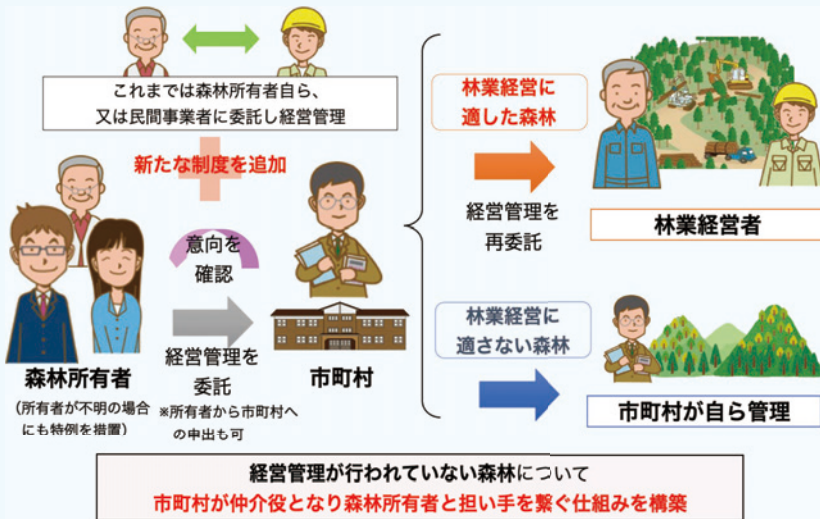 これまでは森林所有者自ら、
又は民間事業者に委託し経営管理
新たな制度を追加
意向を
確認
経営管理を
委託
※所有者から市町村へ
の申出も可
森林所有者
（所有者が不明の場合
にも特例を措置）
市町村
林業経営に
適した森林
経営管理を
再委託
林業経営者
林業経営に
適さない森林
市町村が自ら管理
経営管理が行われていない森林について
市町村が仲介役となり森林所有者と担い手を繋ぐ仕組みを構築